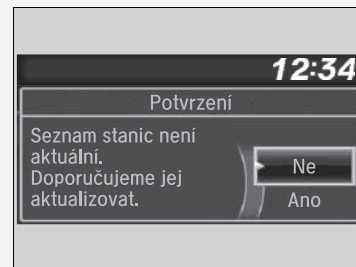 12:34
Potvrzení
Seznam stanic není
aktuální.
Doporučujeme jej
aktualizovat.
Ne
Ano